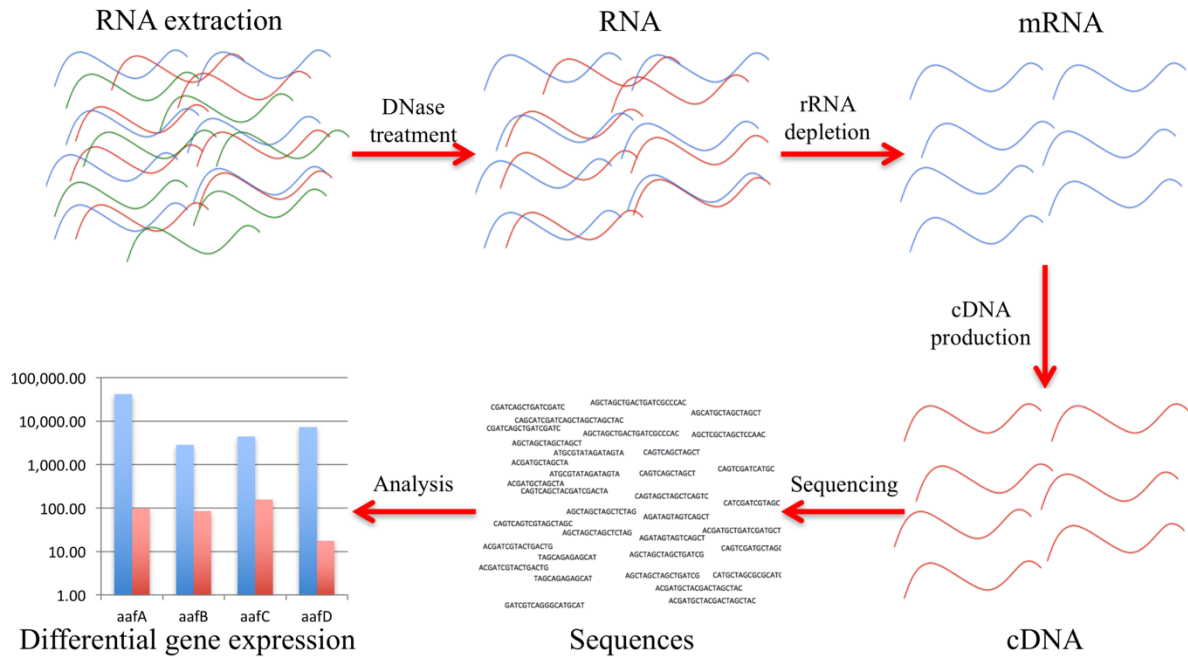 RNA extraction
RNA
mRNA
DNase
treatment
rRNA
depletion
cDNA
production
100,000.00
10,000.00
1,000.00
100.00
10.00
1.00
aafA aafB aafC aafD
Differential gene expression
Analysis
CGATCAGCTGATCGATC
AGCTAGCTGACTGATCGCCCAC
AGCATGCTAGCTAGCT
CAGCATCGATCAGCTAGCTAGCTAC
CGATCAGCTGATCGATC
AGCTAGCTGACTGATCGCCCAC
AGCTCGCTAGCTCCAAC
AGCTAGCTAGCTAGCT
ATGCGTATAGATAGTA
CAGTCAGCTAGCT
ACGATGCTAGCTA
ATGCGTATAGATAGTA
CAGTCAGCTAGCT
CAGTCGATCATGC
ACGATGCTAGCTA
CAGTCAGCTACGATCGACTA
CAGTAGCTAGCTCAGTC
CATCGATCGTAGC
AGCTAGCTAGCTCTAG
AGATAGTAGTCAGCT
CAGTCAGTCGTAGCTAGC
AGCTAGCTAGCTCTAG
AGATAGTAGTCAGCT
ACGATGCTGATCGATGCT
ACGATCGTACTGACTG
TAGCAGAGAGCAT
AGCTAGCTAGCTGATCG
CAGTCGATGCTAGC
ACGATCGTACTGACTG
TAGCAGAGAGCAT
AGCTAGCTAGCTGATCG
CATGCTAGCGCGCATC
ACGATGCTACGACTAGCTAC
GATCGTCAGGGCATGCAT
ACGATGCTACGACTAGCTAC
Sequences
Sequencing
cDNA